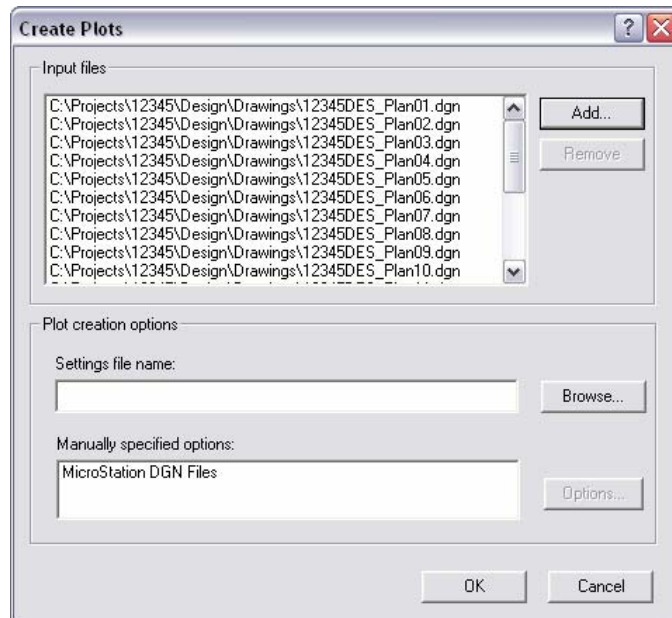 Create Plots
Input files
C:\Projects\12345\Design\Drawings\12345DES_Plan01.dgn
C:\Projects\12345\Design\Drawings\12345DES_Plan02.dgn
C:\Projects\12345\Design\Drawings\12345DES_Plan03.dgn
C:\Projects\12345\Design\Drawings\12345DES_Plan04.dgn
C:\Projects\12345\Design\Drawings\12345DES_Plan05.dgn
C:\Projects\12345\Design\Drawings\12345DES_Plan06.dgn
C:\Projects\12345\Design\Drawings\12345DES_Plan07.dgn
C:\Projects\12345\Design\Drawings\12345DES_Plan08.dgn
C:\Projects\12345\Design\Drawings\12345DES_Plan09.dgn
C:\Projects\12345\Design\Drawings\12345DES_Plan10.dgn
Add...
Remove
Plot creation options
Settings file name:
Browse...
Manually specified options:
MicroStation DGN Files
Options...
OK
Cancel